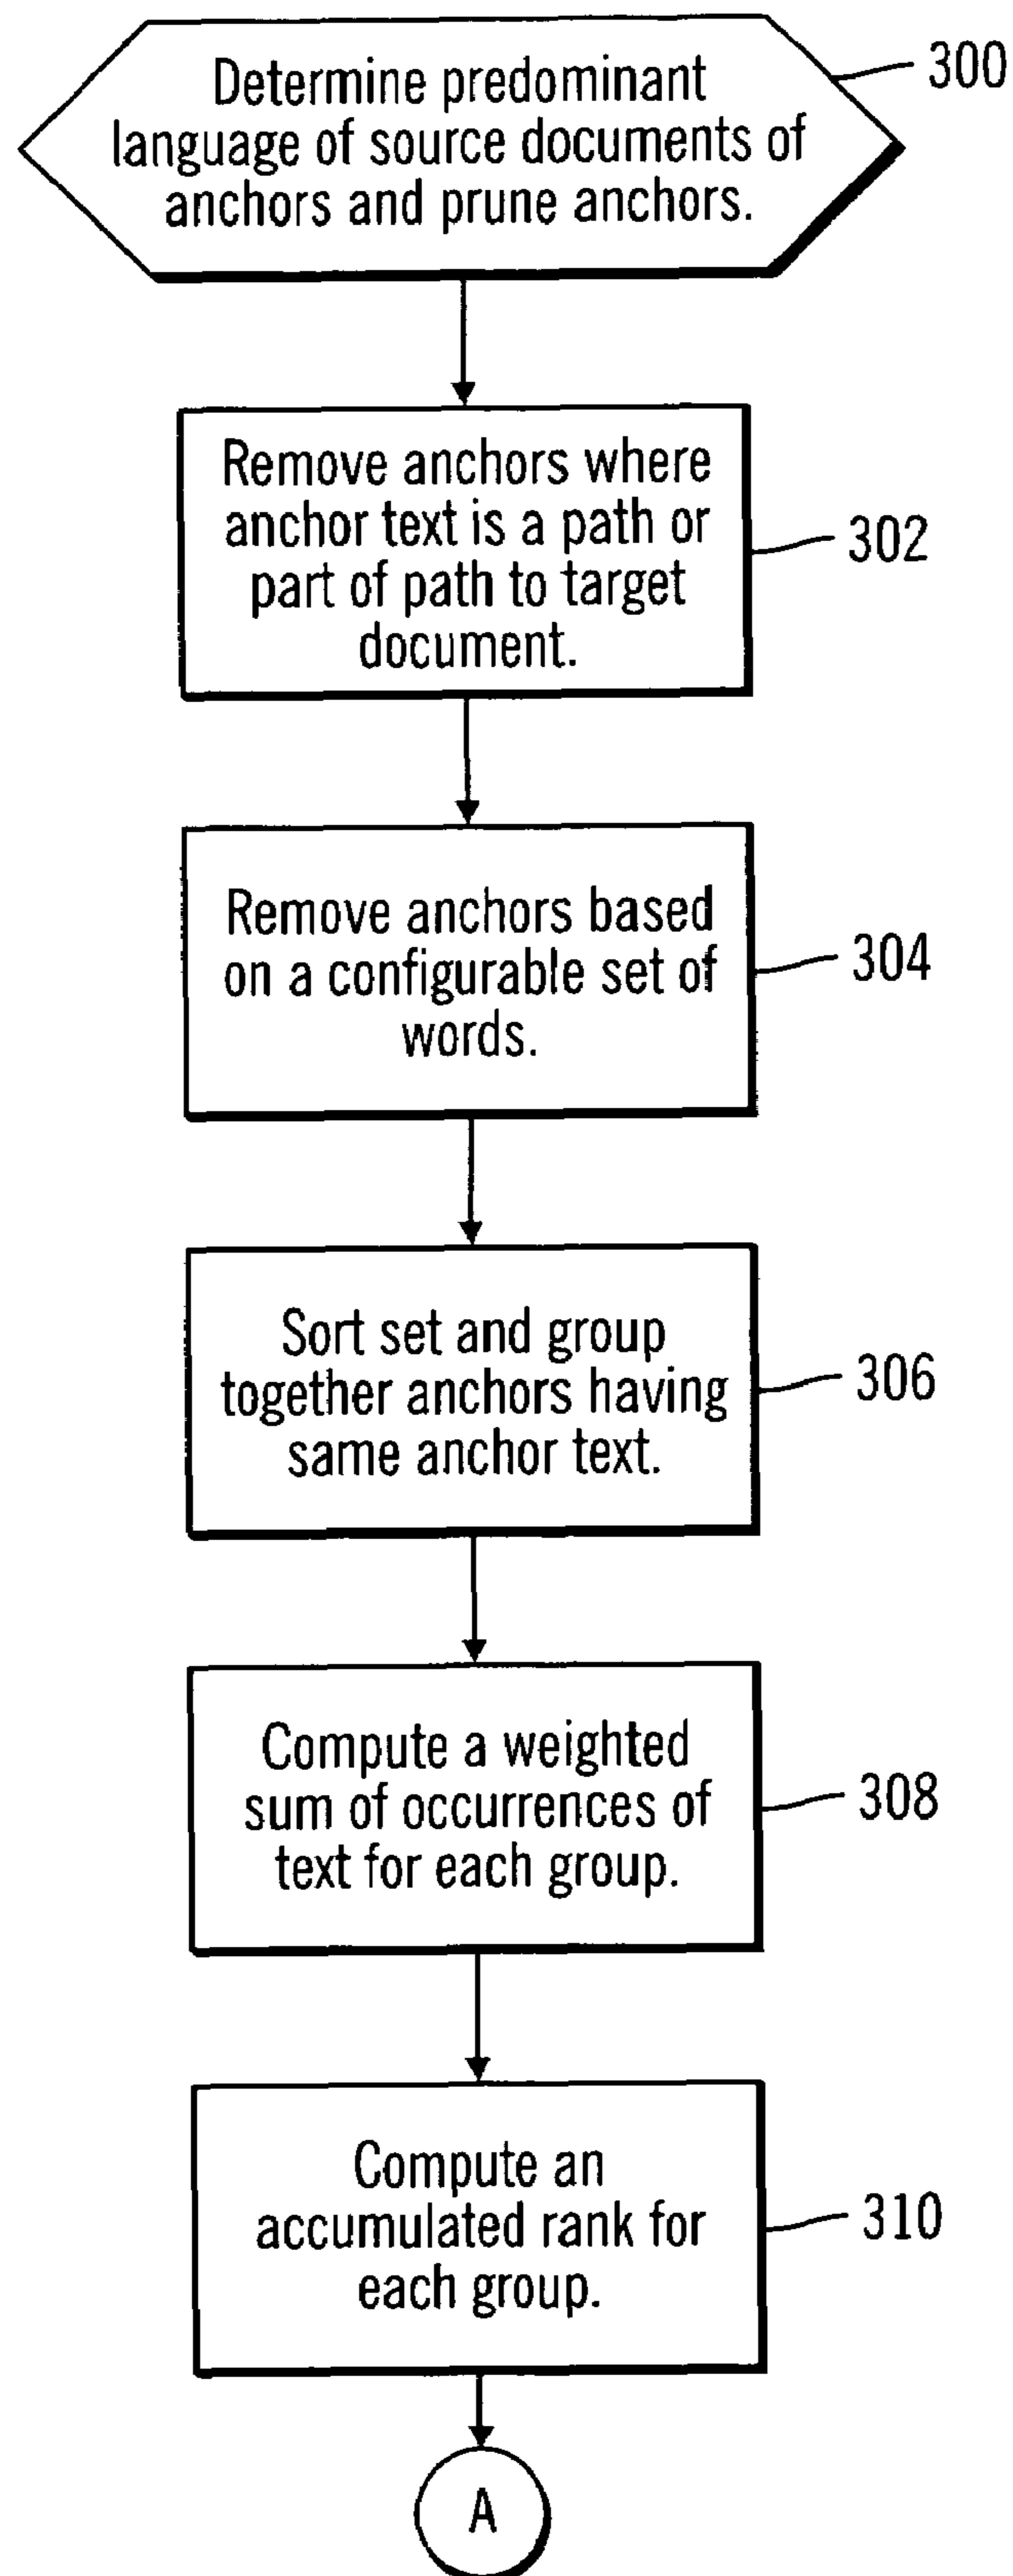 Determine predominant
language of source documents of
anchors and prune anchors.
300
Remove anchors where
anchor text is a path or
part of path to target
document.
302
Remove anchors based
on a configurable set of
words.
304
Sort set and group
together anchors having
same anchor text.
306
Compute a weighted
sum of occurrences of
text for each group.
308
Compute an
accumulated rank for
each group.
310
A